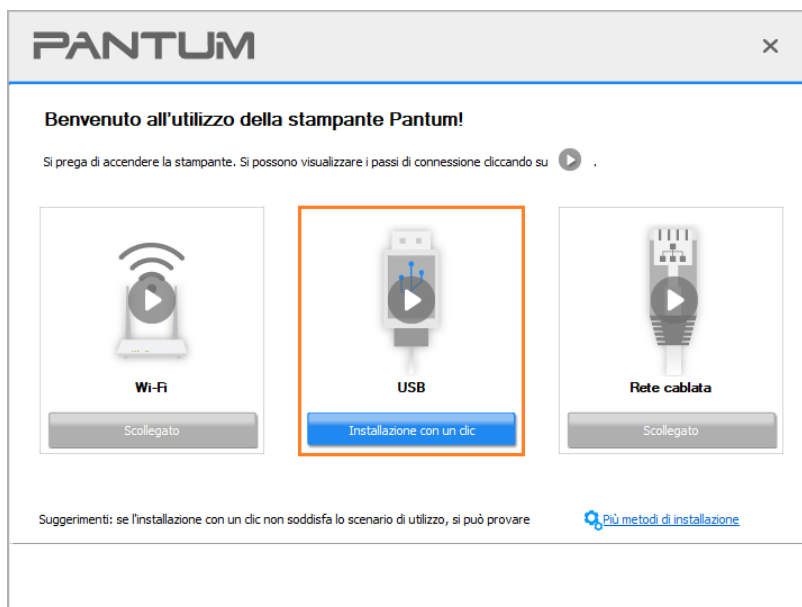 PANTUM
Benvenuto all'utilizzo della stampante Pantum!
Si prega di accendere la stampante. Si possono visualizzare i passi di connessione cliccando su .
Wi-Fi
USB
Rete cablata
Scollegato
Installazione con un clic
Scollegato
Suggerimenti: se l'installazione con un clic non soddisfa lo scenario di utilizzo, si può provare Più metodi di installazione